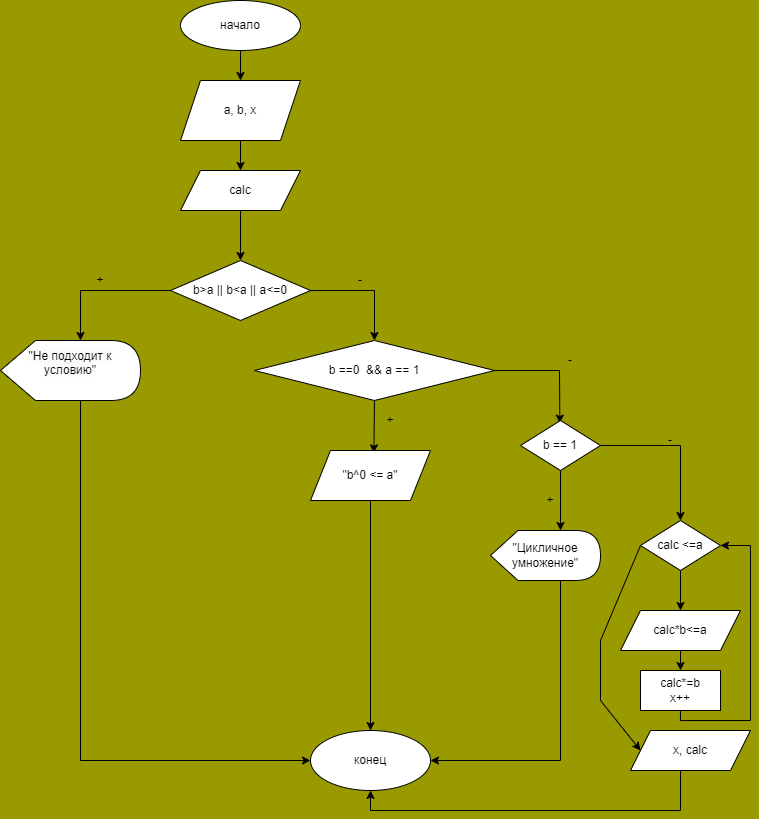 начало
a, b, x
calc
+
-
b>a || b<a || a<=0
"Не подходит к
условию"
b ==0  && a == 1
-
+
b == 1
-
"b^0 <= a"
+
"Цикличное
умножение"
calc <=a
calc*b<=a
calc*=b
x++
x, calc
конец